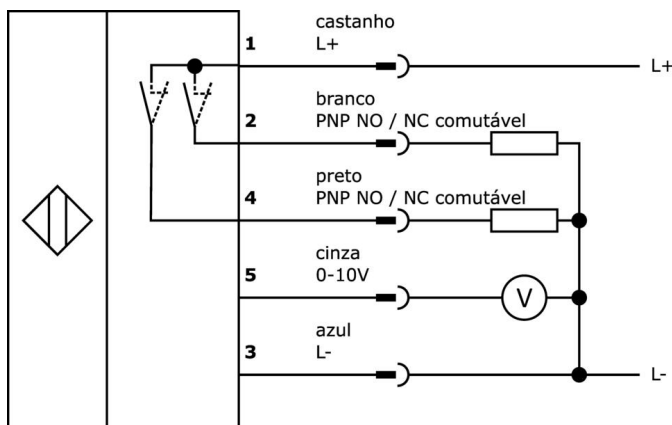 castanho
1 L+
L+
branco
2 PNP NO / NC comutável
preto
4 PNP NO / NC comutável
cinza
5 0-10V
V
azul
3 L-
L-